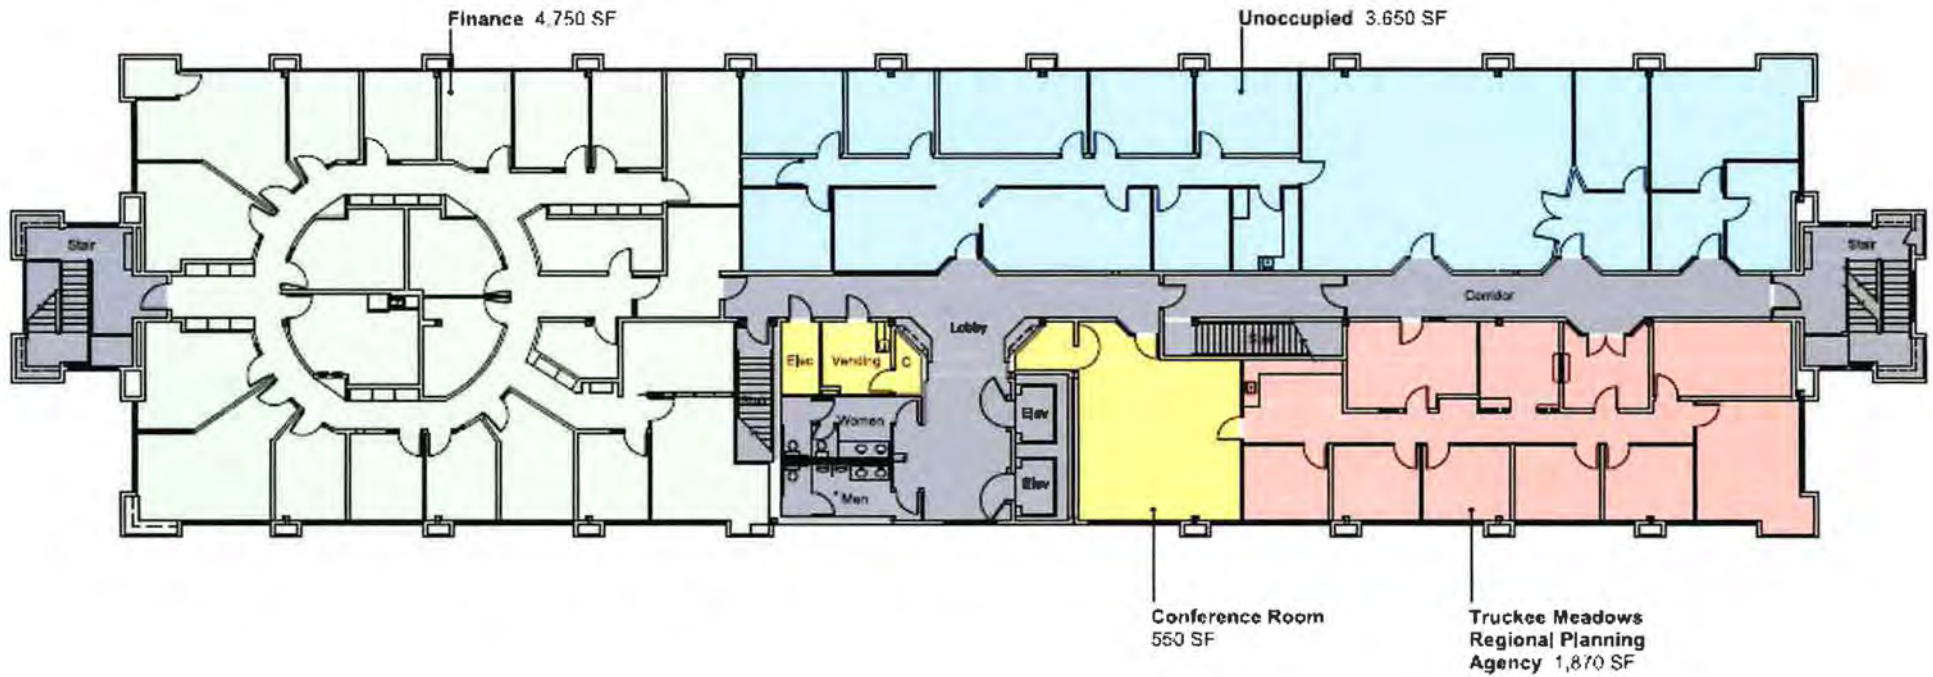 Finance 4,750 SF
Unoccupied 3.650 SF
Stair
Stair
Corridor
Lobby
Elec
Vending
C
Stair
Elev
Women
Elev
Men
Conference Room
550 SF
Truckee Meadows
Regional Planning
Agency 1,870 SF